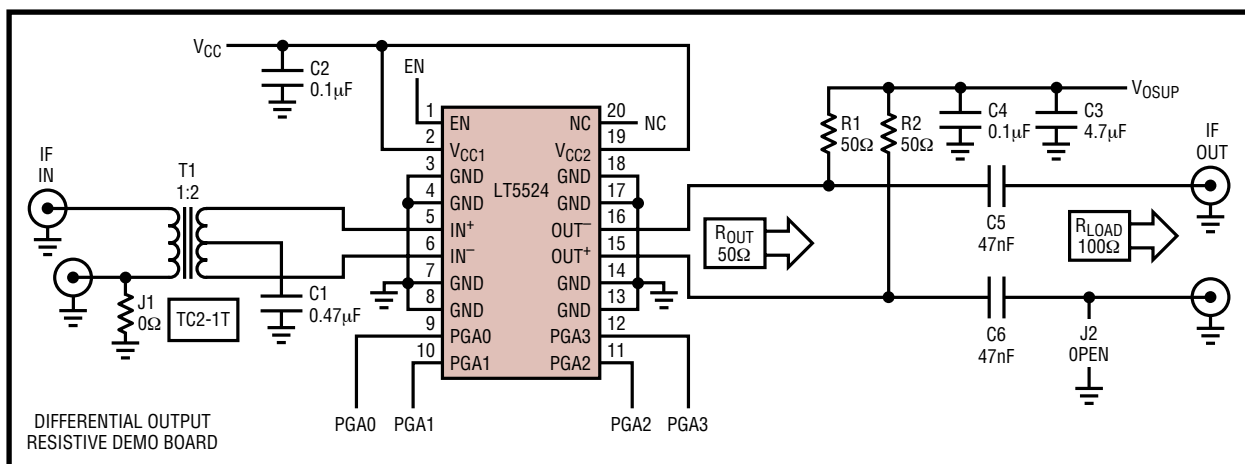 VCC
C2
0.1µF
EN
IF
IN
T1
1:2
J1
0Ω
TC2-1T
C1
0.47µF
LT5524
1
EN
2
VCC1
3
GND
4
GND
5
IN+
6
IN−
7
GND
8
GND
9
PGA0
10
PGA1
20
NC
NC
19
VCC2
18
GND
17
GND
16
OUT−
15
OUT+
14
GND
13
GND
12
PGA3
11
PGA2
PGA0
PGA1
PGA2
PGA3
ROUT
50Ω
R1
50Ω
R2
50Ω
C4
0.1µF
C3
4.7µF
VOSUP
C5
47nF
C6
47nF
RLOAD
100Ω
J2
OPEN
IF
OUT
DIFFERENTIAL OUTPUT
RESISTIVE DEMO BOARD